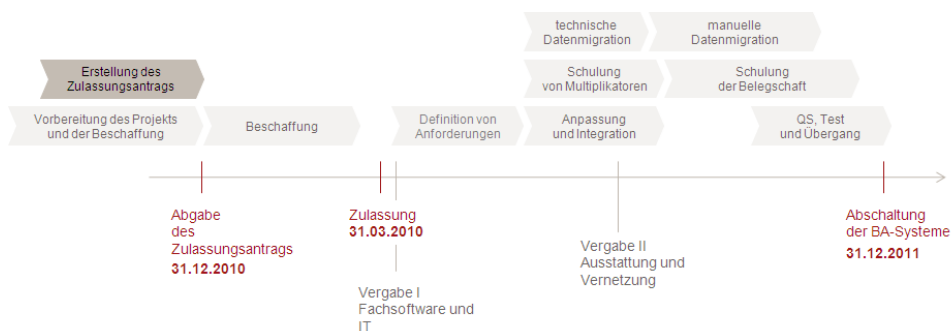 technische
Datenmigration
manuelle
Datenmigration
Erstellung des
Zulassungsantrags
Schulung
von Multiplikatoren
Schulung
der Belegschaft
Vorbereitung des Projekts
und der Beschaffung
Beschaffung
Definition von
Anforderungen
Anpassung
und Integration
QS, Test
und Übergang
Abgabe
des
Zulassungsantrags
31.12.2010
Zulassung
31.03.2010
Abschaltung
der BA-Systeme
31.12.2011
Vergabe II
Ausstattung und
Vernetzung
Vergabe I
Fachsoftware und
IT